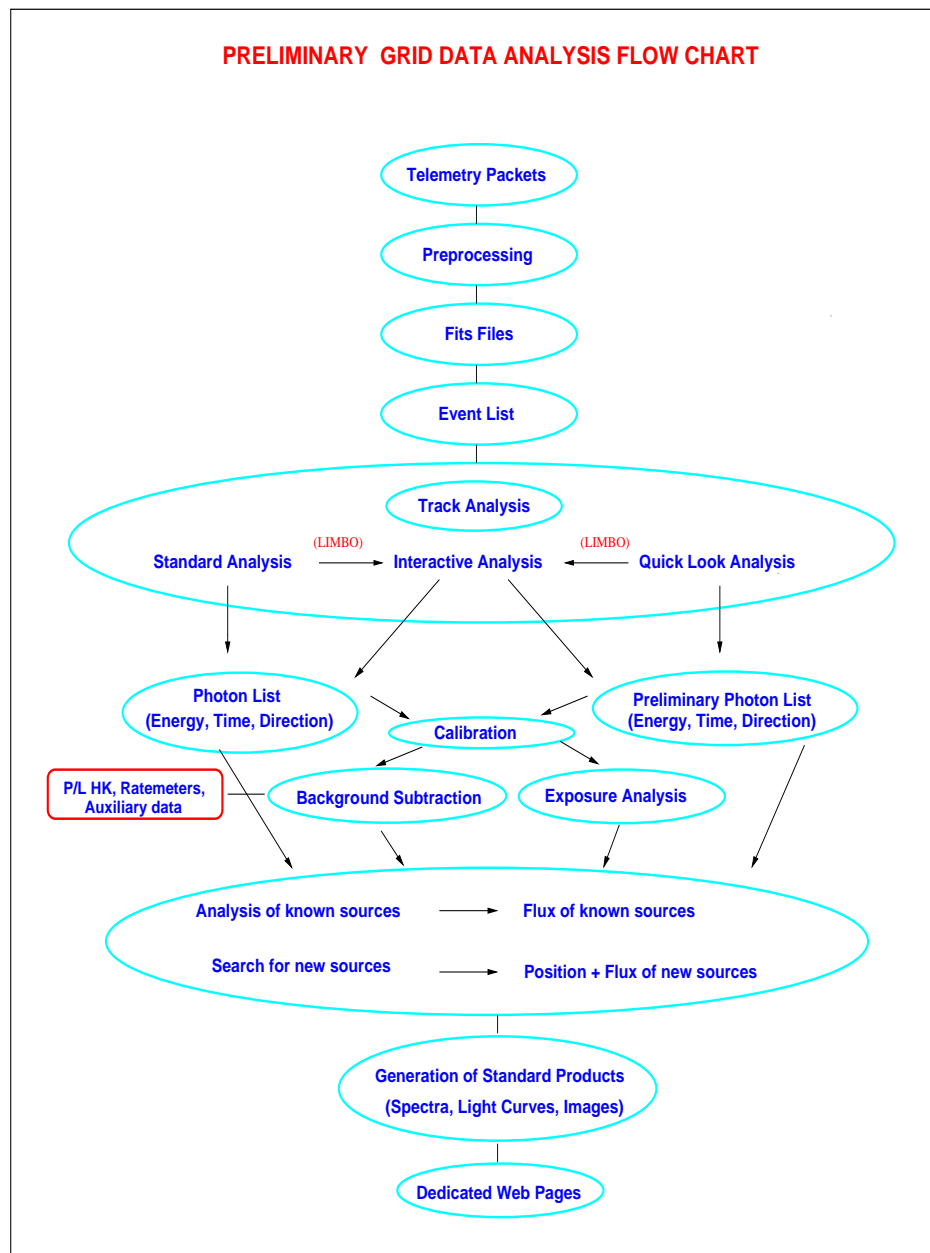 PRELIMINARY GRID DATA ANALYSIS FLOW CHART
Telemetry Packets
Preprocessing
Fits Files
Event List
Track Analysis
(LIMBO)
(LIMBO)
Standard Analysis
Interactive Analysis
Quick Look Analysis
Photon List
(Energy, Time, Direction)
Preliminary Photon List
(Energy, Time, Direction)
Calibration
P/L HK, Ratemeters,
Auxiliary data
Background Subtraction
Exposure Analysis
Analysis of known sources
Flux of known sources
Search for new sources
Position + Flux of new sources
Generation of Standard Products
(Spectra, Light Curves, Images)
Dedicated Web Pages